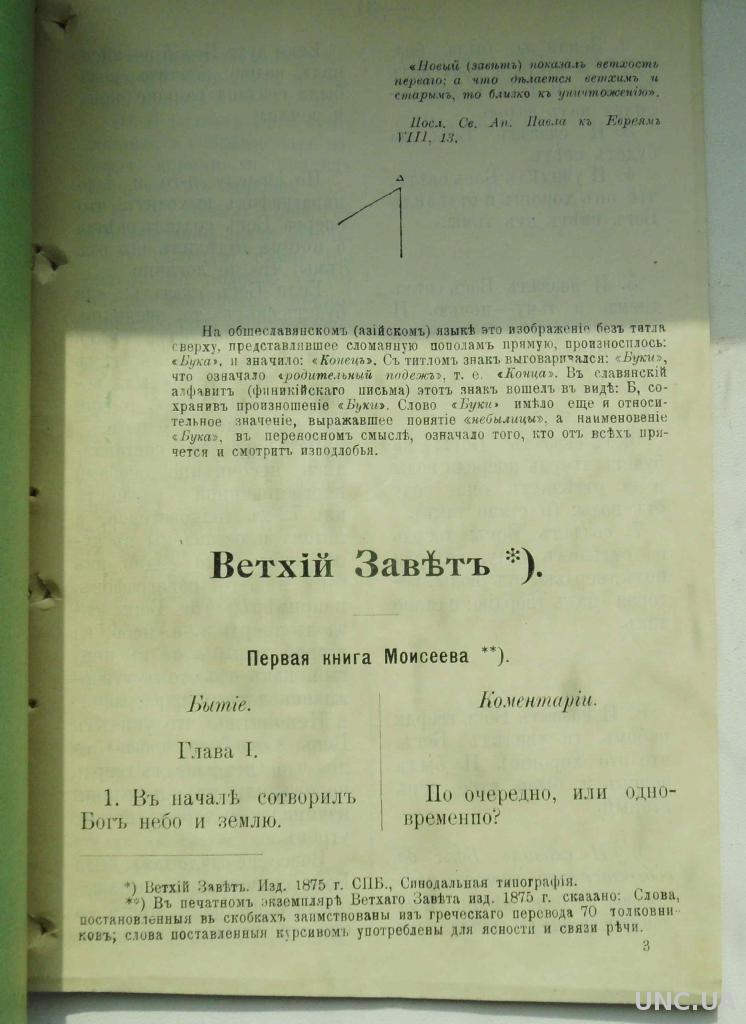 «Новый (завѣтъ) показалъ ветхость
перваго; а что дѣлается ветхимъ и
старымъ, то близко къ уничтоженію».
Посл. Св. Ап. Павла къ Евреямъ
VIII, 13.
На общеславянскомъ (азійскомъ) языкѣ это изображеніе безъ титла
сверху, представлявшее сломанную пополамъ прямую, произносилось:
«Бука», и значило: «Конецъ». Съ титломъ знакъ выговаривался: «Буки»,
что означало «родительный падежъ», т. е. «Конца». Въ славянскій
алфавитъ (финикійскаго письма) этотъ знакъ вошелъ въ видѣ: Б, со-
хранивъ произношеніе «Буки». Слово «Буки» имѣло еще и относи-
тельное значеніе, выражавшее понятіе «небылицы», а наименовеніе
«Бука», въ переносномъ смыслѣ, означало того, кто отъ всѣхъ пря-
чется и смотритъ изподлобья.
Ветхій Завѣтъ *).
Первая книга Моисеева **).
Бытіе.
Коментаріи.
Глава I.
1. Въ началѣ сотворилъ
Богъ небо и землю.
По очередно, или одно-
временно?
*) Ветхій Завѣтъ. Изд. 1875 г. СПБ., Синодальная типографія.
**) Въ печатномъ экземплярѣ Ветхаго Завѣта изд. 1875 г. сказано: Слова,
постановленныя въ скобкахъ заимствованы изъ греческаго перевода 70 толковни-
ковъ; слова поставленныя курсивомъ употреблены для ясности и связи рѣчи.
3
UNC.UA